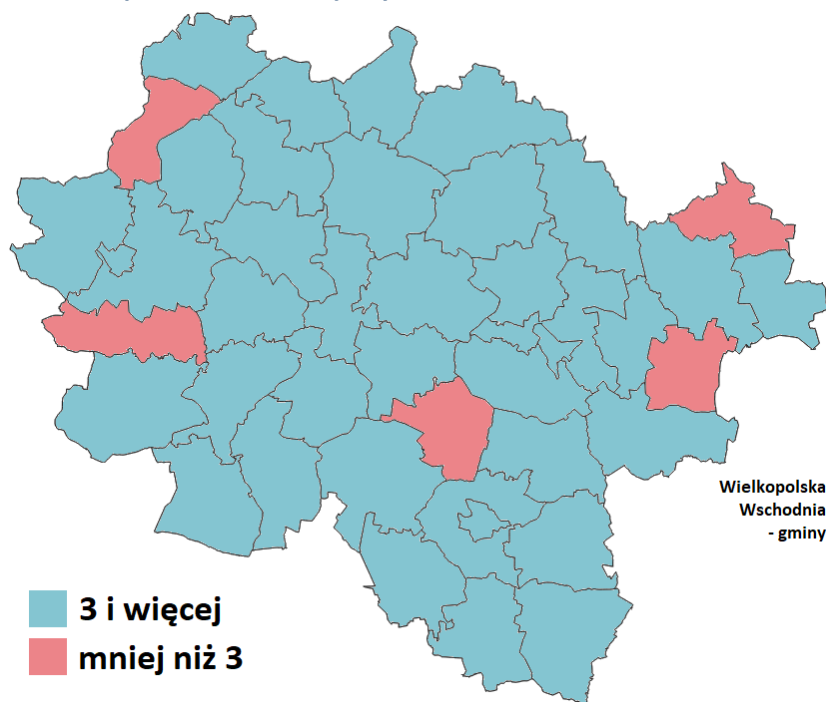 Wielkopolska
Wschodnia
- gminy
3 i więcej
mniej niż 3